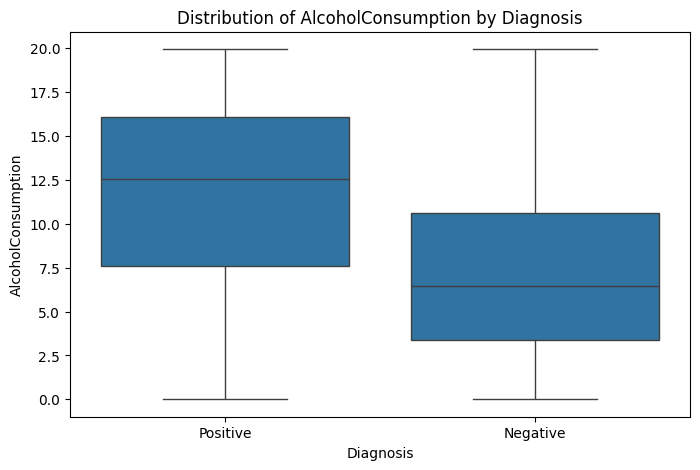 Distribution of AlcoholConsumption by Diagnosis
20.0
17.5
15.0
12.5
10.0
7.5
5.0
2.5
0.0
AlcoholConsumption
Positive
Negative
Diagnosis